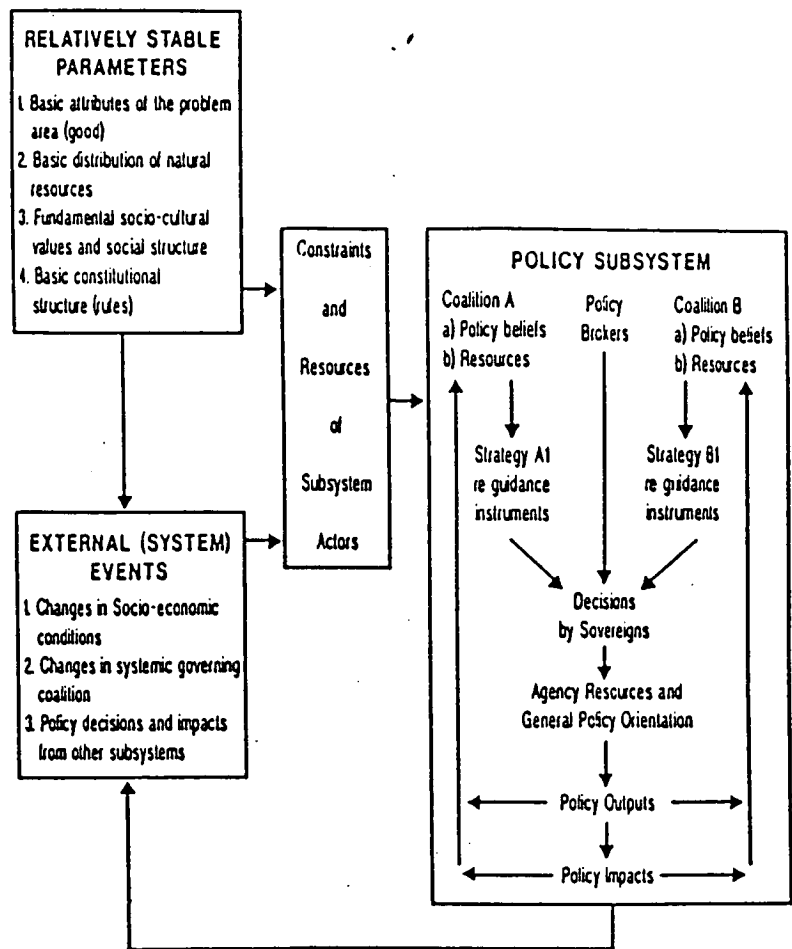 RELATIVELY STABLE
PARAMETERS
1. Basic attributes of the problem
area (good)
2. Basic distribution of natural
resources
3. Fundamental socio-cultural
values and social structure
4. Basic constitutional
structure (rules)
EXTERNAL (SYSTEM)
EVENTS
1. Changes in Socio-economic
conditions
2. Changes in systemic governing
coalition
3. Policy decisions and impacts
from other subsystems
Constraints
and
Resources
of
Subsystem
Actors
POLICY SUBSYSTEM
Coalition A
a) Policy beliefs
b) Resources
Policy
Brokers
Coalition B
a) Policy beliefs
b) Resources
Strategy A1
re guidance
instruments
Strategy B1
re guidance
instruments
Decisions
by Sovereigns
Agency Resources and
General Policy Orientation
Policy Outputs
Policy Impacts